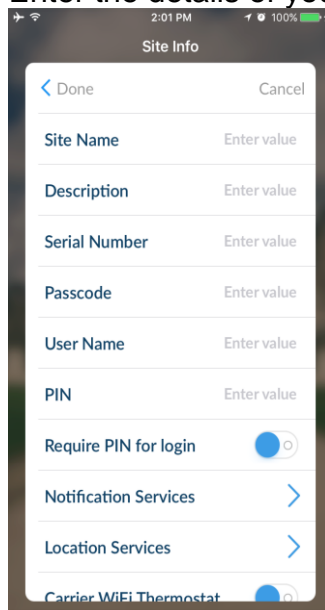 Enter the details of yo
2:01 PM 100%
Site Info
Done Cancel
Site Name Enter value
Description Enter value
Serial Number Enter value
Passcode Enter value
User Name Enter value
PIN Enter value
Require PIN for login
Notification Services
Location Services
Carrier WiFi Thermostat